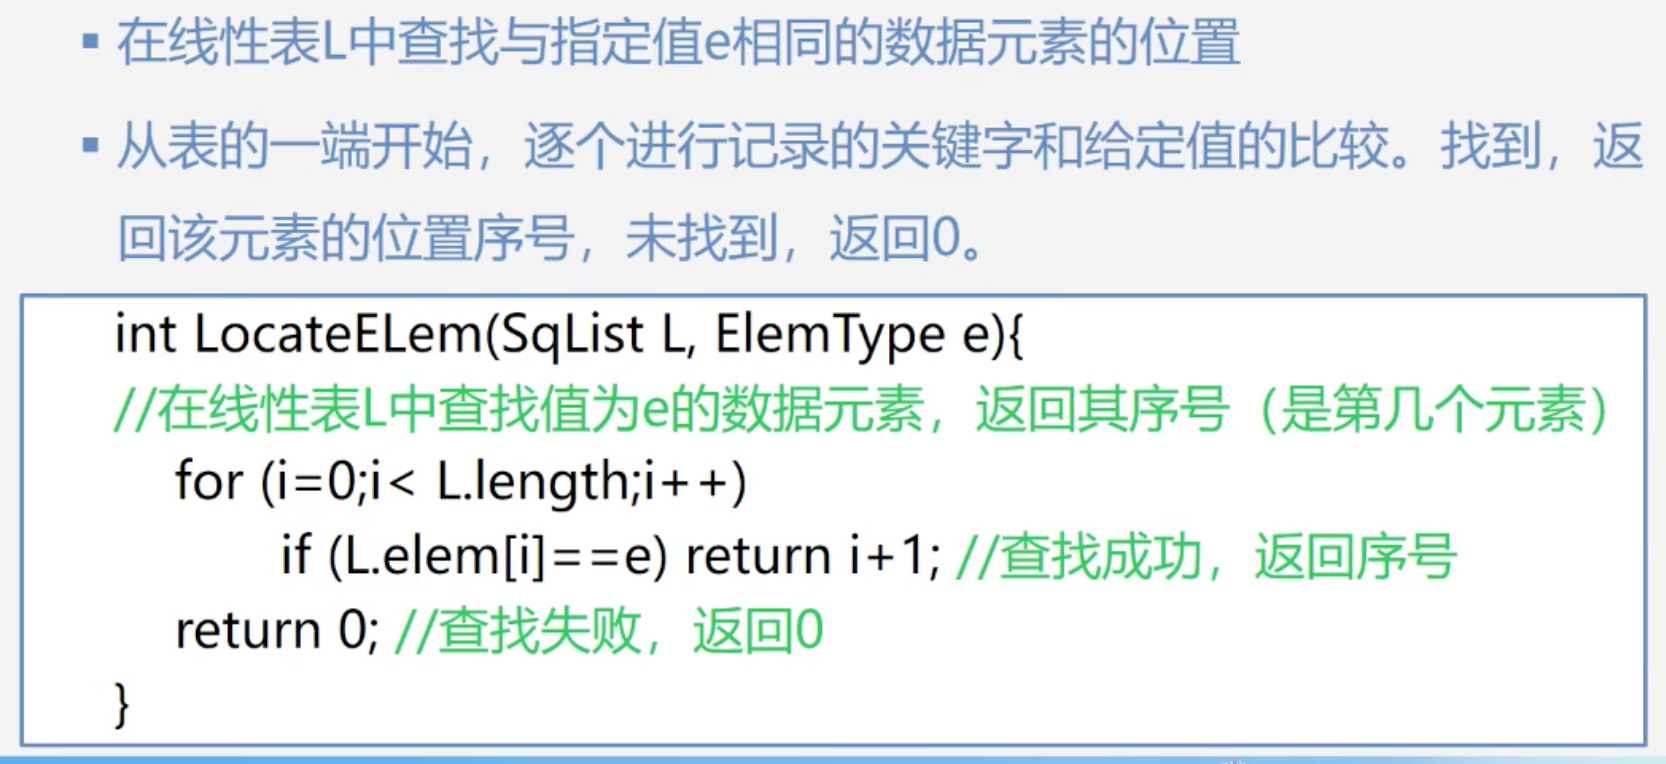 ▪ 在线性表L中查找与指定值e相同的数据元素的位置
▪ 从表的一端开始，逐个进行记录的关键字和给定值的比较。找到，返
回该元素的位置序号，未找到，返回0。
int LocateELem(SqList L, ElemType e){
//在线性表L中查找值为e的数据元素，返回其序号（是第几个元素）
for (i=0;i< L.length;i++)
if (L.elem[i]==e) return i+1; //查找成功，返回序号
return 0; //查找失败，返回0
}